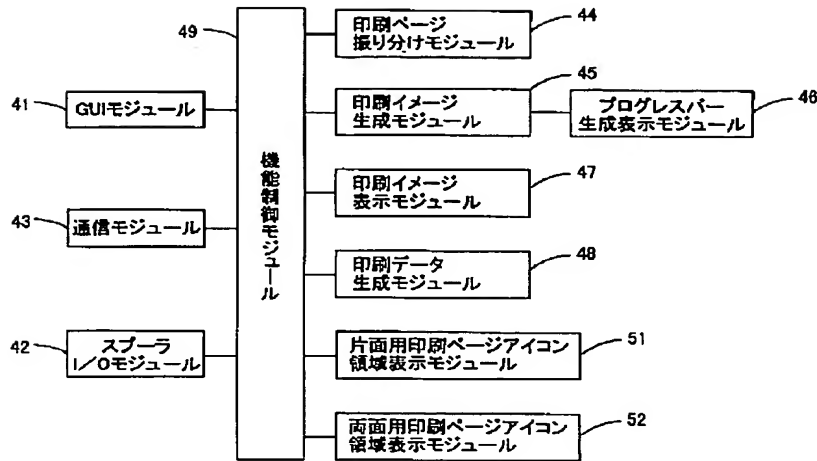 49
機能制御モジュール
41
GUIモジュール
43
通信モジュール
42
スプーラ
I/Oモジュール
印刷ページ
振り分けモジュール
44
印刷イメージ
生成モジュール
45
プログレスバー
生成表示モジュール
46
印刷イメージ
表示モジュール
47
印刷データ
生成モジュール
48
片面用印刷ページアイコン
領域表示モジュール
51
両面用印刷ページアイコン
領域表示モジュール
52